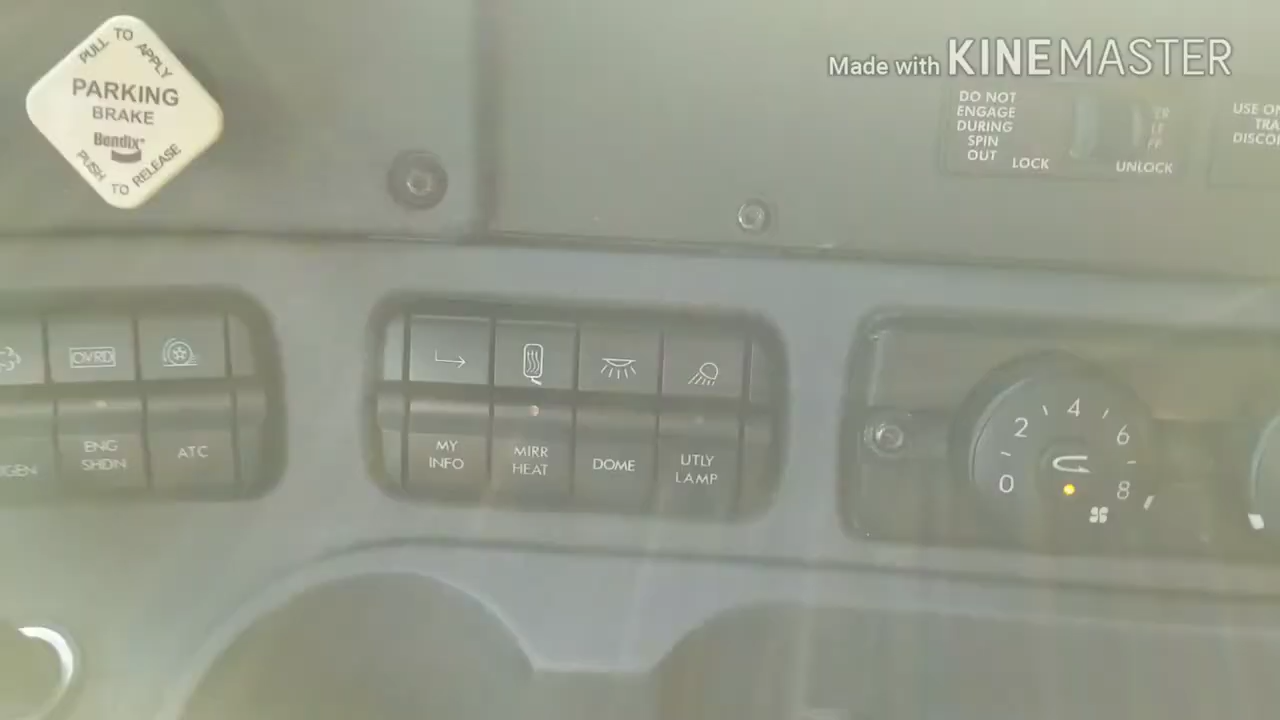 PULL TO APPLY
PARKING
BRAKE
Bendix
PUSH TO RELEASE
Made with KINEMASTER
DO NOT
ENGAGE
DURING
SPIN
OUT
LOCK
UNLOCK
USE
DISCO
OVRD
ENG
SHDN
ATC
MY
INFO
MIRR
HEAT
DOME
UTLY
LAMP
0
2
4
6
8